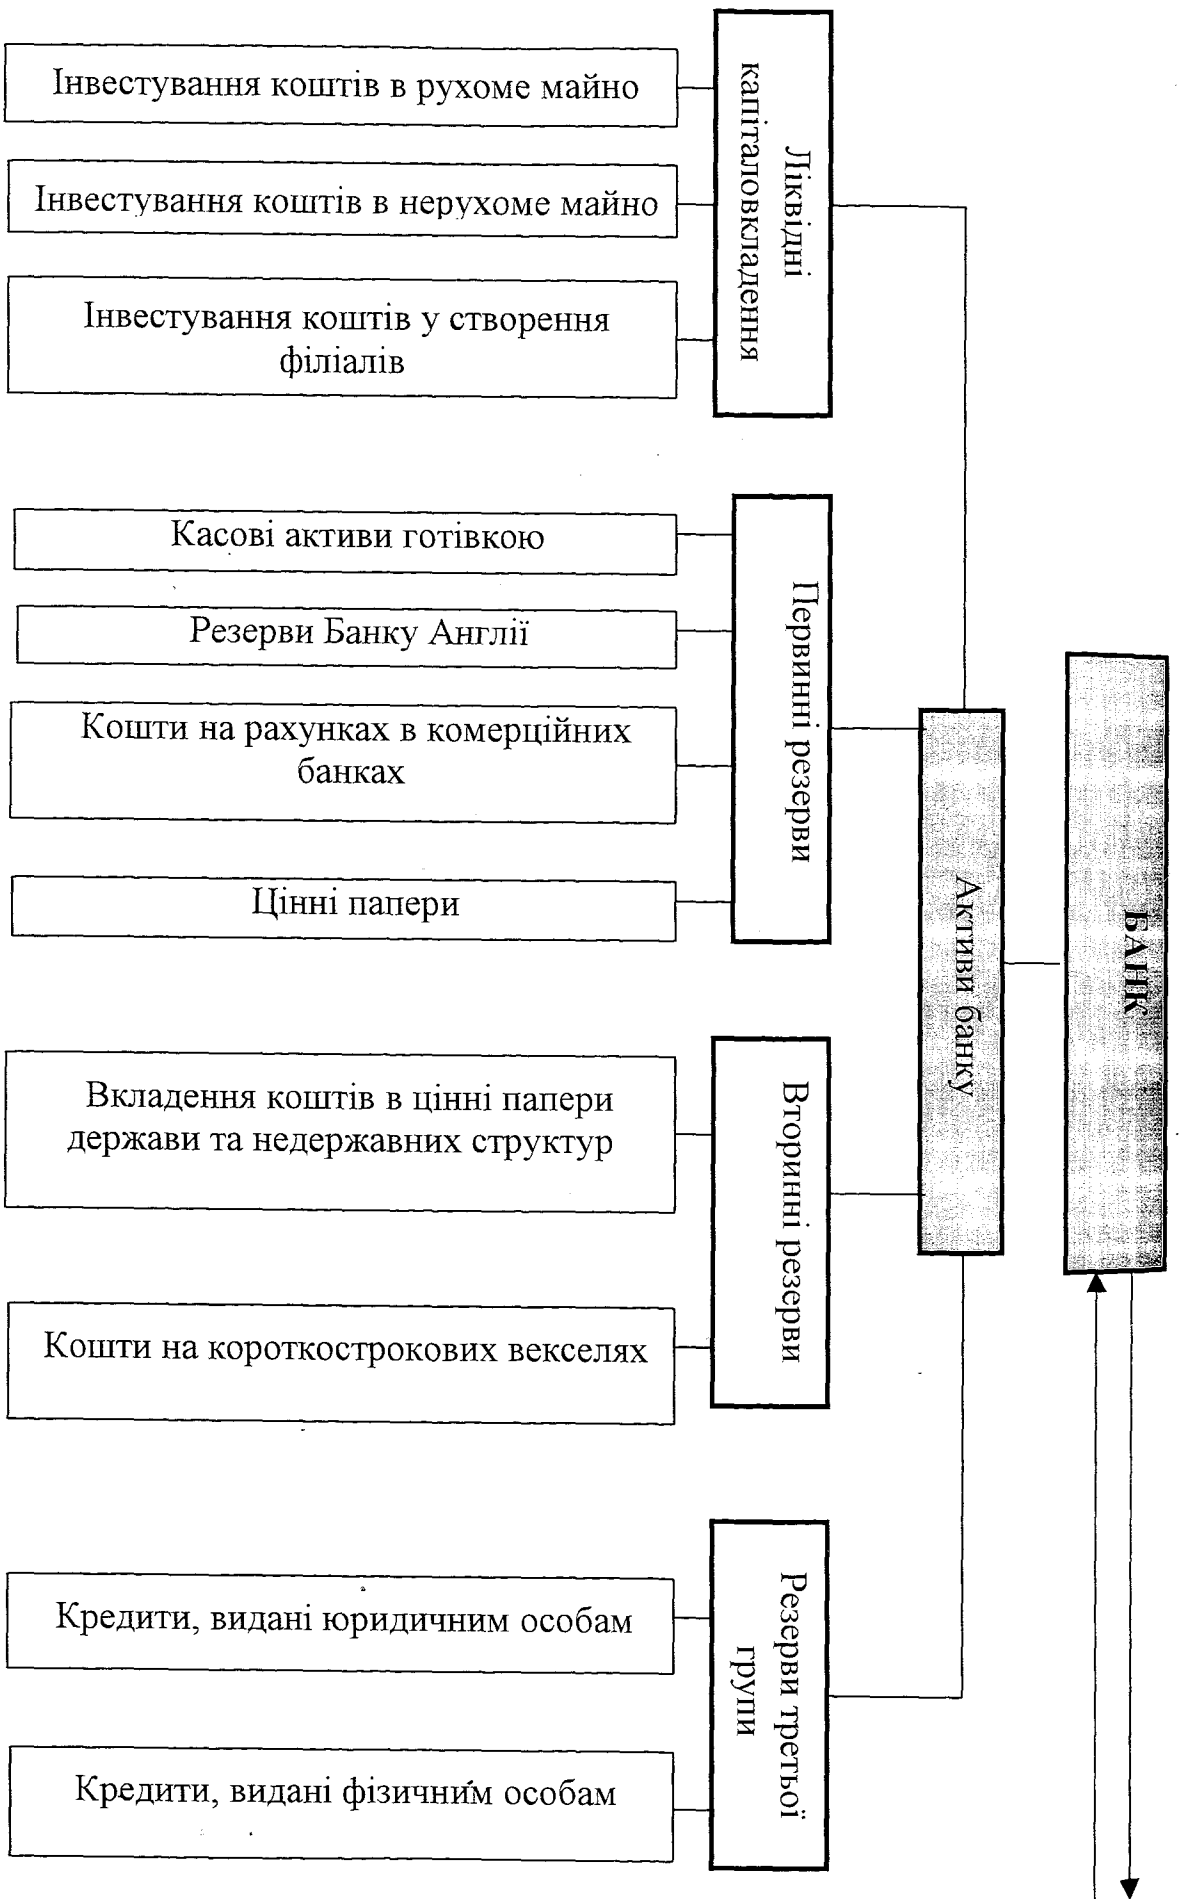 БАНК
Активи банку
Ліквідні
капіталовкладення
Інвестування коштів в рухоме майно
Інвестування коштів в нерухоме майно
Інвестування коштів у створення
філіалів
Первинні резерви
Касові активи готівкою
Резерви Банку Англії
Кошти на рахунках в комерційних
банках
Цінні папери
Вторинні резерви
Вкладення коштів в цінні папери
держави та недержавних структур
Кошти на короткострокових векселях
Резерви третьої
групи
Кредити, видані юридичним особам
Кредити, видані фізичним особам